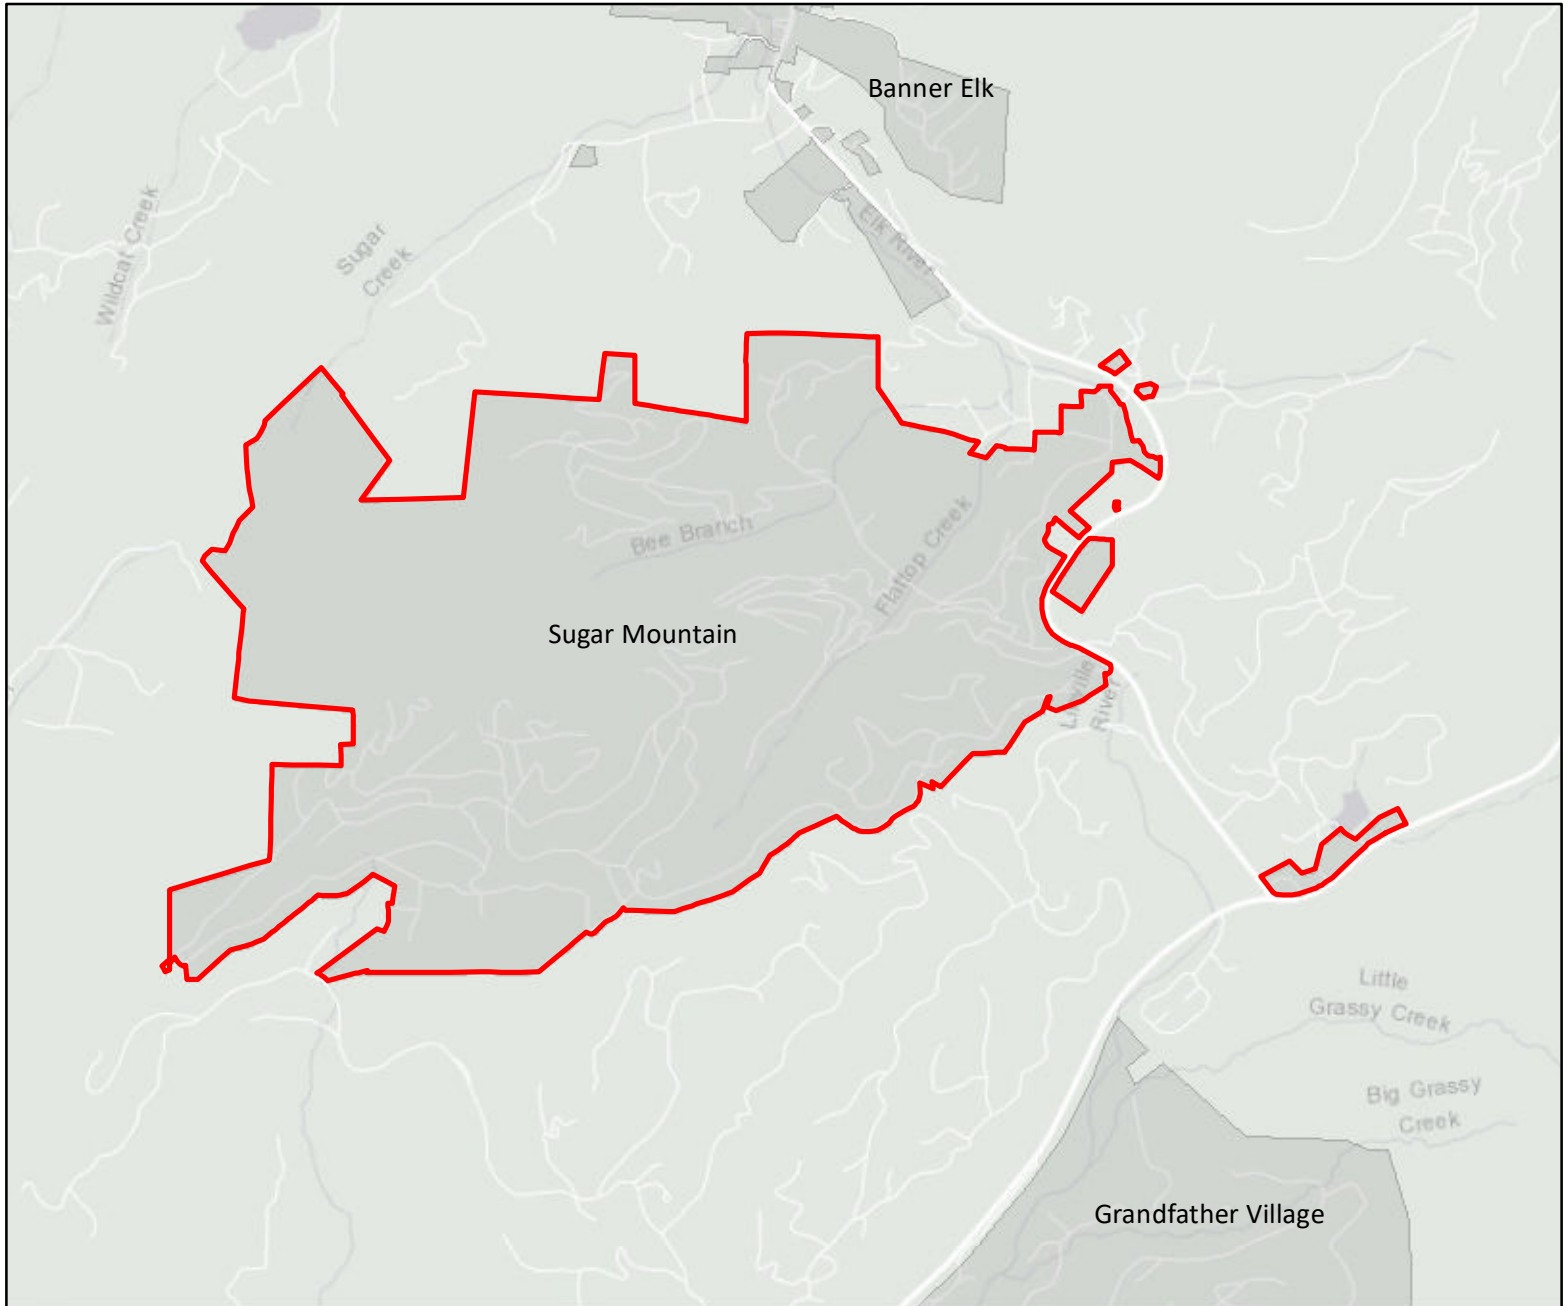 Banner Elk
Wildcat Creek
Sugar
Creek
Elk River
Bee Branch
Flattop Creek
Sugar Mountain
Linville
River
Little
Grassy Creek
Big Grassy
Creek
Grandfather Village